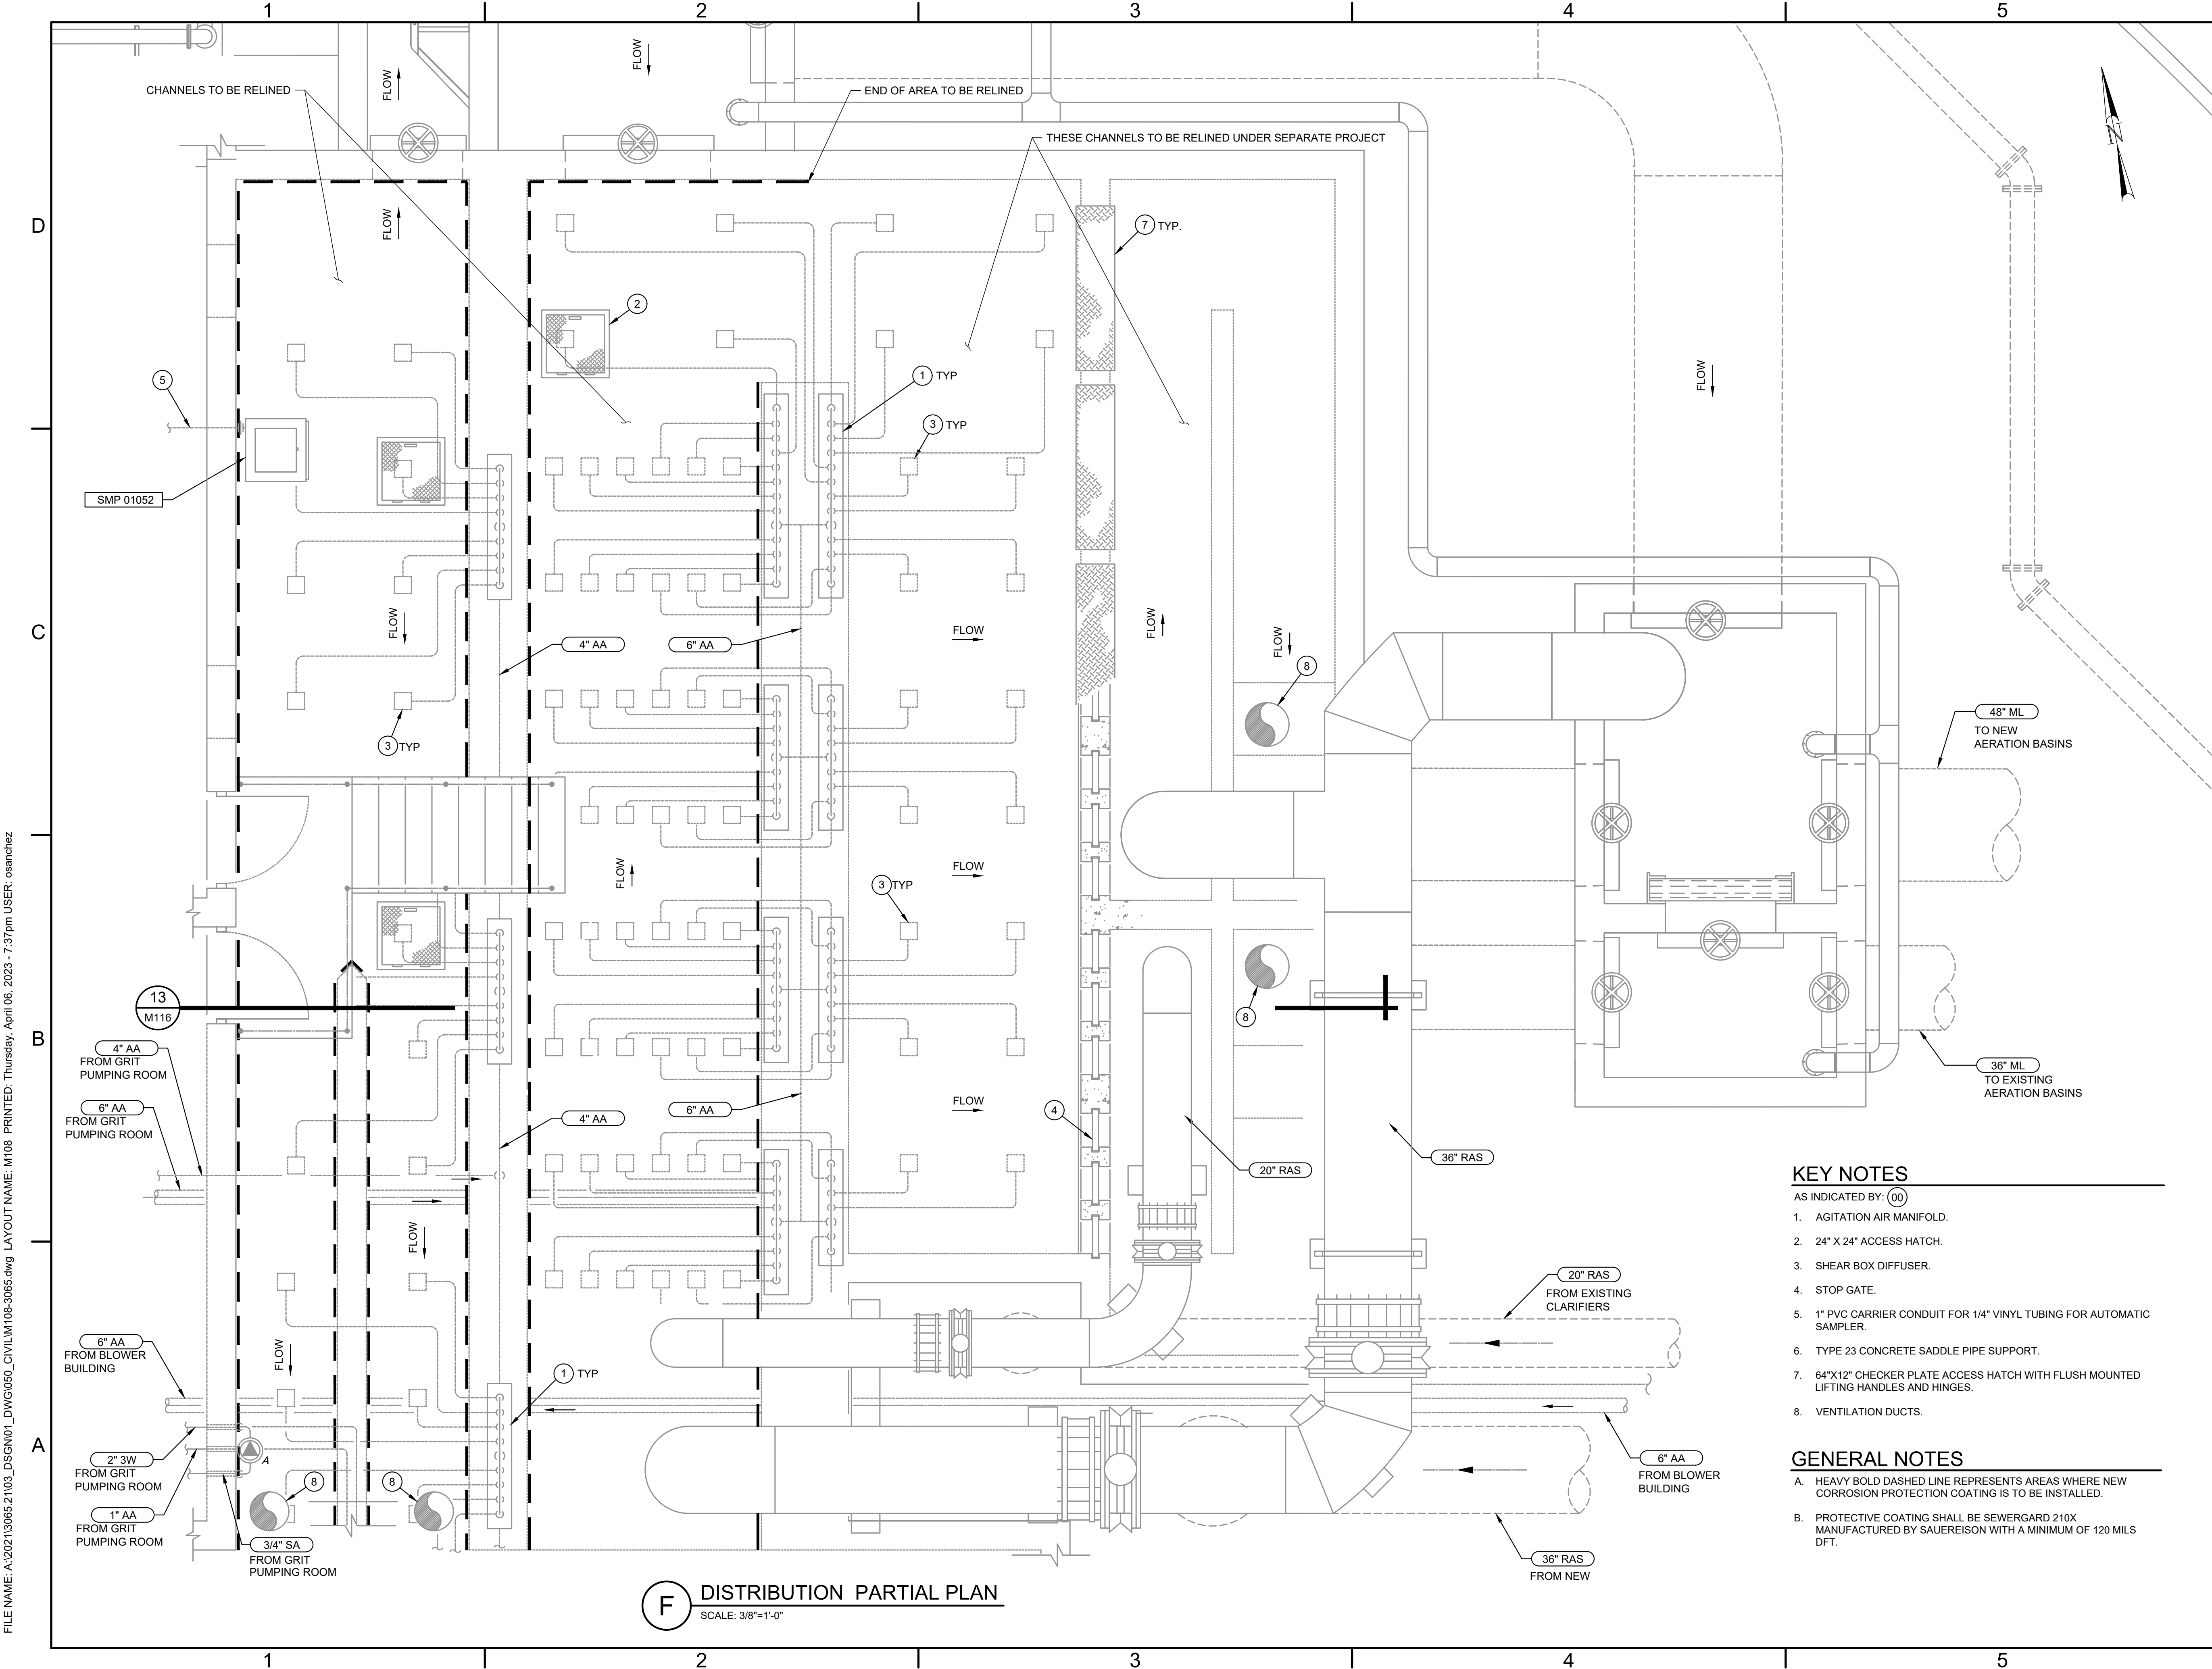 1
2
3
4
5
FLOW
FLOW
CHANNELS TO BE RELINED
END OF AREA TO BE RELINED
THESE CHANNELS TO BE RELINED UNDER SEPARATE PROJECT
N
D
FLOW
7 TYP.
2
5
1 TYP
FLOW
3 TYP
SMP 01052
C
FLOW
4" AA
6" AA
FLOW
FLOW
FLOW
8
3 TYP
48" ML
TO NEW
AERATION BASINS
FLOW
FLOW
3 TYP
13
M116
8
B
4" AA
FROM GRIT
PUMPING ROOM
6" AA
FROM GRIT
PUMPING ROOM
4" AA
6" AA
FLOW
4
36" ML
TO EXISTING
AERATION BASINS
20" RAS
36" RAS
FLOW
FLOW
20" RAS
FROM EXISTING
CLARIFIERS
6" AA
FROM BLOWER
BUILDING
1 TYP
A
2" 3W
FROM GRIT
PUMPING ROOM
A
8
8
1" AA
FROM GRIT
PUMPING ROOM
3/4" SA
FROM GRIT
PUMPING ROOM
6" AA
FROM BLOWER
BUILDING
36" RAS
FROM NEW
KEY NOTES
AS INDICATED BY: 00
1. AGITATION AIR MANIFOLD.
2. 24" X 24" ACCESS HATCH.
3. SHEAR BOX DIFFUSER.
4. STOP GATE.
5. 1" PVC CARRIER CONDUIT FOR 1/4" VINYL TUBING FOR AUTOMATIC
SAMPLER.
6. TYPE 23 CONCRETE SADDLE PIPE SUPPORT.
7. 64"X12" CHECKER PLATE ACCESS HATCH WITH FLUSH MOUNTED
LIFTING HANDLES AND HINGES.
8. VENTILATION DUCTS.
GENERAL NOTES
A. HEAVY BOLD DASHED LINE REPRESENTS AREAS WHERE NEW
CORROSION PROTECTION COATING IS TO BE INSTALLED.
B. PROTECTIVE COATING SHALL BE SEWERGARD 210X
MANUFACTURED BY SAUEREISON WITH A MINIMUM OF 120 MILS
DFT.
F DISTRIBUTION PARTIAL PLAN
SCALE: 3/8"=1'-0"
FILE NAME: A:\2021\3065.21\03_DSGN\01_DWG\050_CIVIL\M108-3065.dwg LAYOUT NAME: M108 PRINTED: Thursday, April 06, 2023 - 7:37pm USER: osanchez
1
2
3
4
5